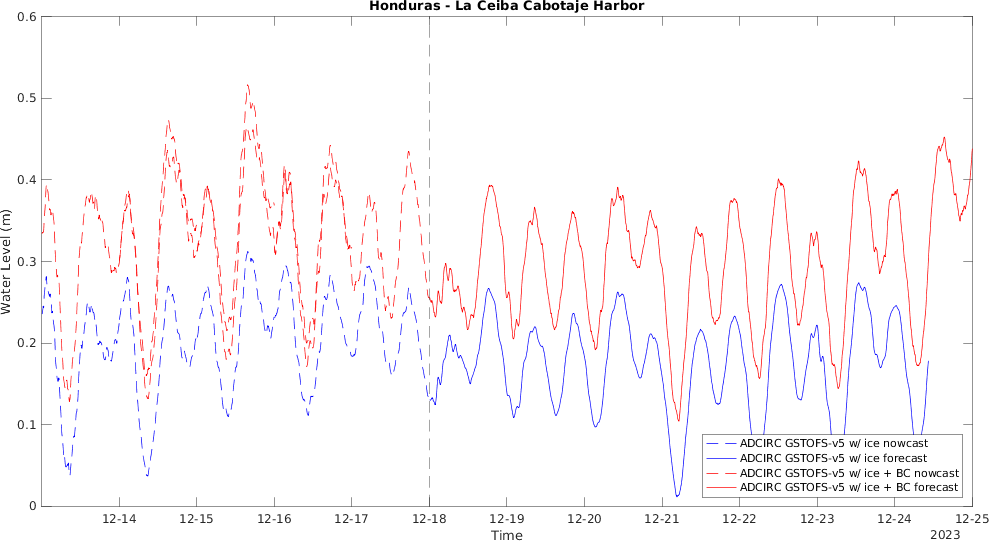 Honduras - La Ceiba Cabotaje Harbor
0.6
0.5
0.4
0.3
0.2
0.1
0
Water Level (m)
12-14
12-15
12-16
12-17
12-18
12-19
12-20
12-21
12-22
12-23
12-24
12-25
Time
2023
ADCIRC GSTOFS-v5 w/ ice nowcast
ADCIRC GSTOFS-v5 w/ ice forecast
ADCIRC GSTOFS-v5 w/ ice + BC nowcast
ADCIRC GSTOFS-v5 w/ ice + BC forecast